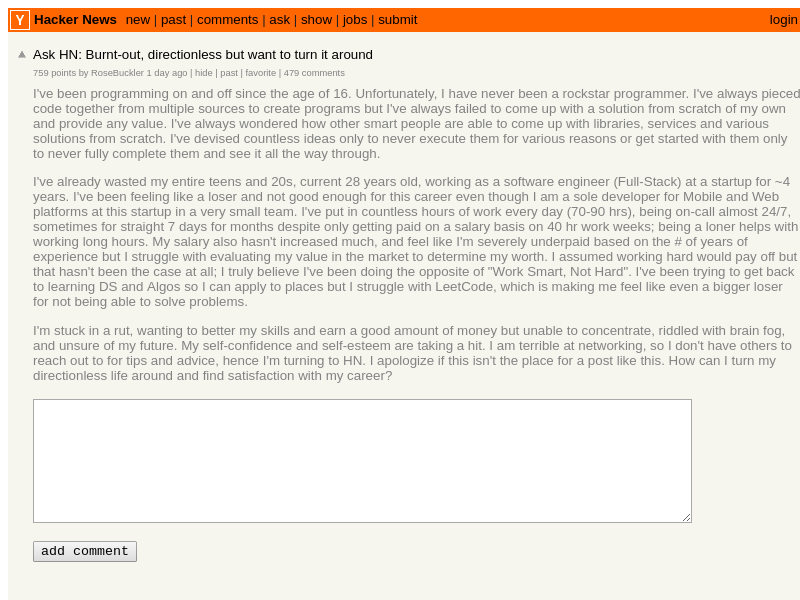 Y Hacker News new | past | comments | ask | show | jobs | submit login
Ask HN: Burnt-out, directionless but want to turn it around
759 points by RoseBuckler 1 day ago | hide | past | favorite | 479 comments
I've been programming on and off since the age of 16. Unfortunately, I have never been a rockstar programmer. I've always pieced
code together from multiple sources to create programs but I've always failed to come up with a solution from scratch of my own
and provide any value. I've always wondered how other smart people are able to come up with libraries, services and various
solutions from scratch. I've devised countless ideas only to never execute them for various reasons or get started with them only
to never fully complete them and see it all the way through.
I've already wasted my entire teens and 20s, current 28 years old, working as a software engineer (Full-Stack) at a startup for ~4
years. I've been feeling like a loser and not good enough for this career even though I am a sole developer for Mobile and Web
platforms at this startup in a very small team. I've put in countless hours of work every day (70-90 hrs), being on-call almost 24/7,
sometimes for straight 7 days for months despite only getting paid on a salary basis on 40 hr work weeks; being a loner helps with
working long hours. My salary also hasn't increased much, and feel like I'm severely underpaid based on the # of years of
experience but I struggle with evaluating my value in the market to determine my worth. I assumed working hard would pay off but
that hasn't been the case at all; I truly believe I've been doing the opposite of "Work Smart, Not Hard". I've been trying to get back
to learning DS and Algos so I can apply to places but I struggle with LeetCode, which is making me feel like even a bigger loser
for not being able to solve problems.
I'm stuck in a rut, wanting to better my skills and earn a good amount of money but unable to concentrate, riddled with brain fog,
and unsure of my future. My self-confidence and self-esteem are taking a hit. I am terrible at networking, so I don't have others to
reach out to for tips and advice, hence I'm turning to HN. I apologize if this isn't the place for a post like this. How can I turn my
directionless life around and find satisfaction with my career?
add comment